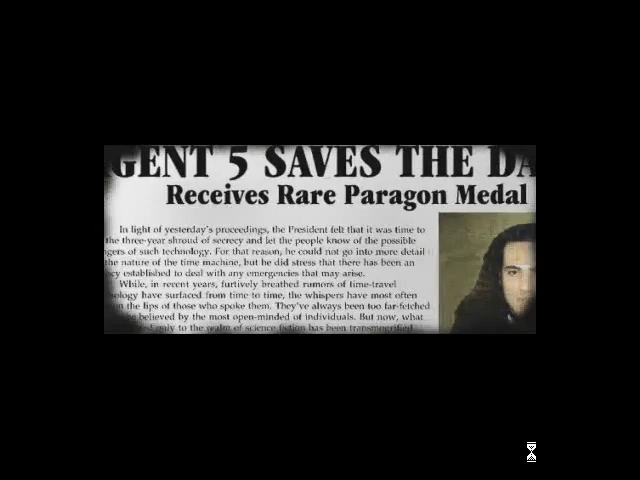 GENT 5 SAVES THE DA
Receives Rare Paragon Medal
In light of yesterday's proceedings, the President felt that it was time to
the three-year shroud of secrecy and let the people know of the possible
gers of such technology. For that reason, he could not go into more detail
the nature of the time machine, but he did stress that there has been an
cy established to deal with any emergencies that may arise.
While, in recent years, furtively breathed rumors of time-travel
ology have surfaced from time to time, the whispers have most often
on the lips of those who spoke them. They've always been too far-fetched
believed by the most open-minded of individuals. But now, what
only to the realm of science fiction has been transmogrified